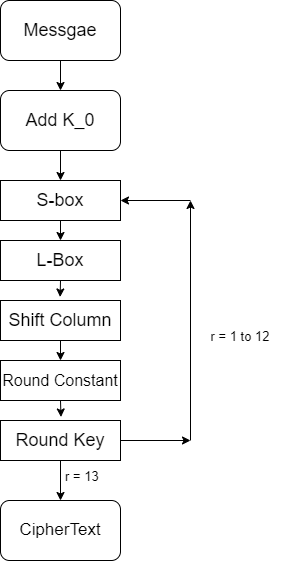 Messgae
Add K_0
S-box
L-Box
Shift Column
r = 1 to 12
Round Constant
Round Key
r = 13
CipherText